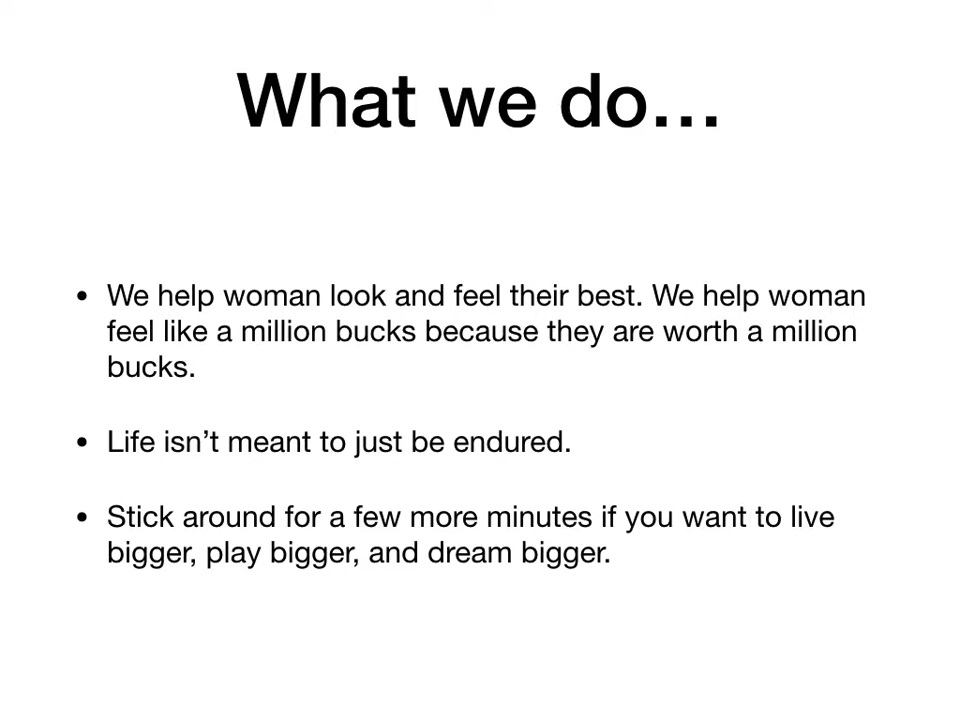 What we do…
• We help woman look and feel their best. We help woman
feel like a million bucks because they are worth a million
bucks.
• Life isn’t meant to just be endured.
• Stick around for a few more minutes if you want to live
bigger, play bigger, and dream bigger.